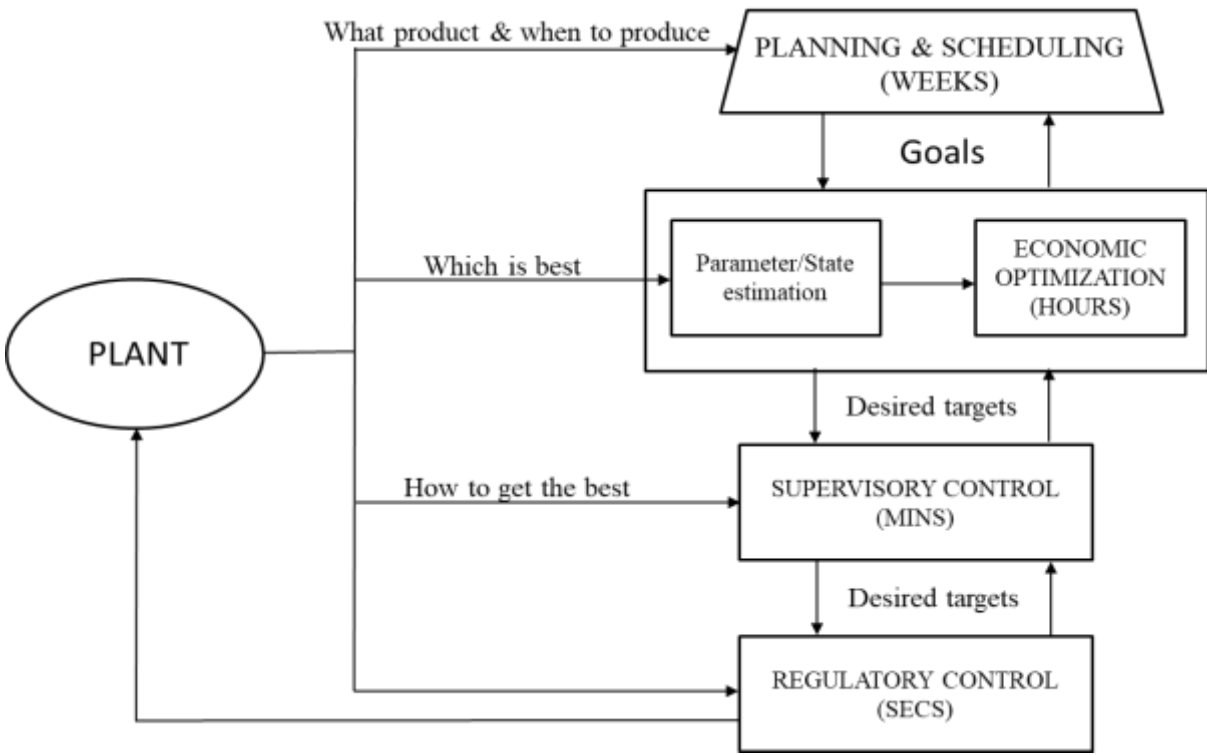 What product & when to produce
PLANNING & SCHEDULING
(WEEKS)
Goals
Which is best
Parameter/State
estimation
ECONOMIC
OPTIMIZATION
(HOURS)
PLANT
Desired targets
How to get the best
SUPERVISORY CONTROL
(MINS)
Desired targets
REGULATORY CONTROL
(SECS)